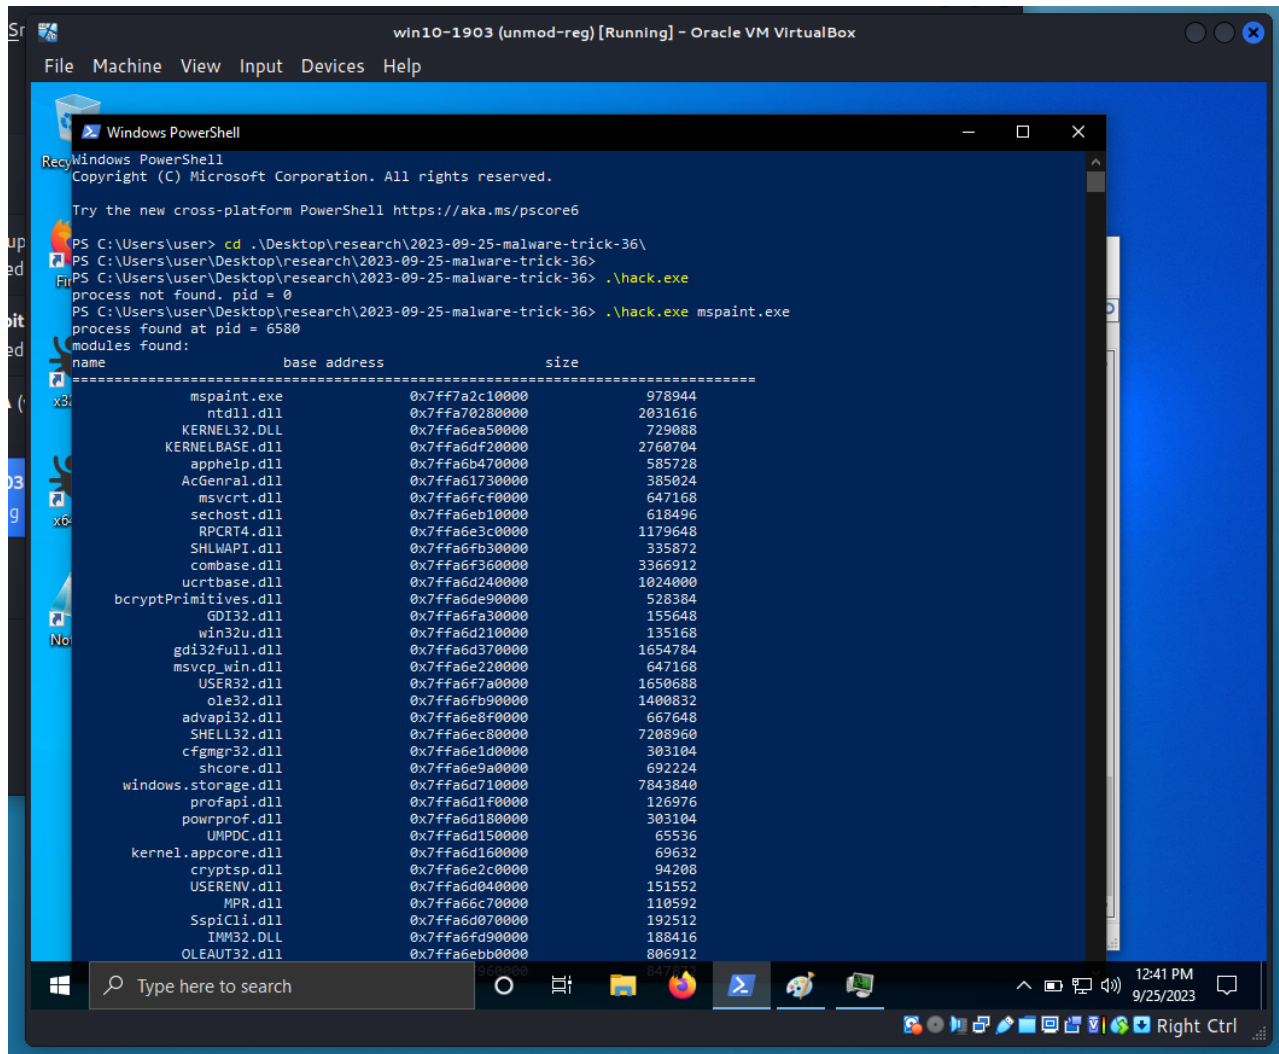 Sr
win10-1903 (unmod-reg) [Running] - Oracle VM VirtualBox
File Machine View Input Devices Help
Windows PowerShell
Recy
Windows PowerShell
Copyright (C) Microsoft Corporation. All rights reserved.
Try the new cross-platform PowerShell https://aka.ms/pscore6
PS C:\Users\user> cd .\Desktop\research\2023-09-25-malware-trick-36\
PS C:\Users\user\Desktop\research\2023-09-25-malware-trick-36>
PS C:\Users\user\Desktop\research\2023-09-25-malware-trick-36> .\hack.exe
process not found. pid = 0
PS C:\Users\user\Desktop\research\2023-09-25-malware-trick-36> .\hack.exe mspaint.exe
process found at pid = 6580
modules found:
name base address size
=================================================================================
mspaint.exe 0x7ff7a2c10000 978944
ntdll.dll 0x7ffa70280000 2031616
KERNEL32.DLL 0x7ffa6ea50000 729088
KERNELBASE.dll 0x7ffa6df20000 2760704
apphelp.dll 0x7ffa6b470000 585728
AcGenral.dll 0x7ffa61730000 385024
msvcrt.dll 0x7ffa6fcf0000 647168
sechost.dll 0x7ffa6eb10000 618496
RPCRT4.dll 0x7ffa6e3c0000 1179648
SHLWAPI.dll 0x7ffa6fb30000 335872
combase.dll 0x7ffa6f360000 3366912
ucrtbase.dll 0x7ffa6d240000 1024000
bcryptPrimitives.dll 0x7ffa6de90000 528384
GDI32.dll 0x7ffa6fa30000 155648
win32u.dll 0x7ffa6d210000 135168
gdi32full.dll 0x7ffa6d370000 1654784
msvcp_win.dll 0x7ffa6e220000 647168
USER32.dll 0x7ffa6f7a0000 1650688
ole32.dll 0x7ffa6fb90000 1400832
advapi32.dll 0x7ffa6e8f0000 667648
SHELL32.dll 0x7ffa6ec80000 7208960
cfgmgr32.dll 0x7ffa6e1d0000 303104
shcore.dll 0x7ffa6e9a0000 692224
windows.storage.dll 0x7ffa6d710000 7843840
profapi.dll 0x7ffa6d1f0000 126976
powrprof.dll 0x7ffa6d180000 303104
UMPDC.dll 0x7ffa6d150000 65536
kernel.appcore.dll 0x7ffa6d160000 69632
cryptsp.dll 0x7ffa6e2c0000 94208
USERENV.dll 0x7ffa6d040000 151552
MPR.dll 0x7ffa66c70000 110592
SspiCli.dll 0x7ffa6d070000 192512
IMM32.DLL 0x7ffa6fd90000 188416
OLEAUT32.dll 0x7ffa6ebb0000 806912
Type here to search
12:41 PM
9/25/2023
Right Ctrl